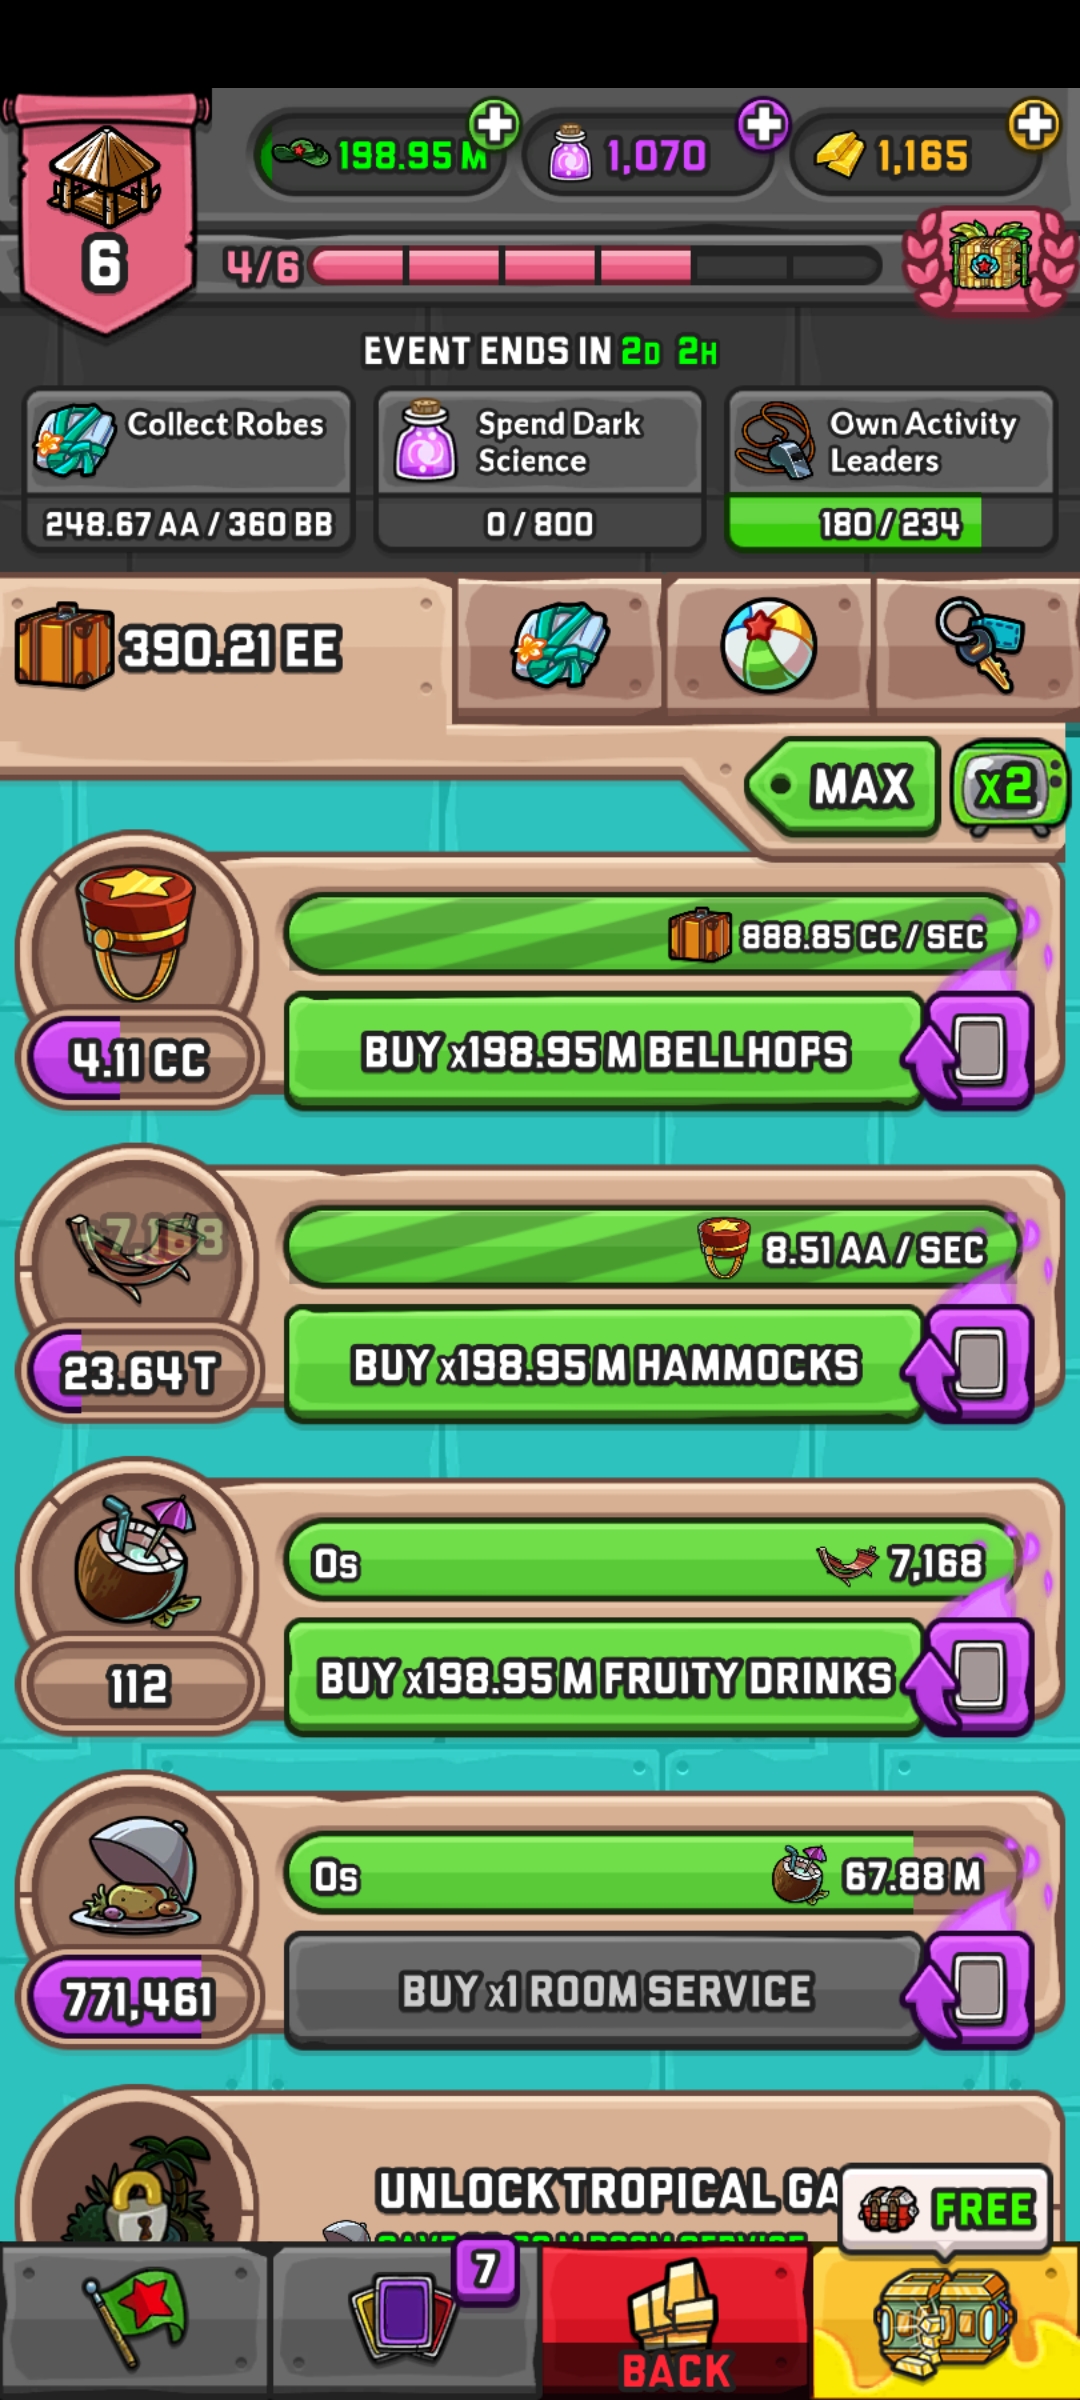 198.95 M
1,070
1,165
6
4/6
EVENT ENDS IN 2D 2H
Collect Robes
248.67 AA / 360 BB
Spend Dark
Science
0 / 800
Own Activity
Leaders
180 / 234
390.21 EE
MAX
x2
888.85 CC / SEC
4.11 CC
BUY x198.95 M BELLHOPS
+7,168
8.51 AA / SEC
23.64 T
BUY x198.95 M HAMMOCKS
0s
7,168
112
BUY x198.95 M FRUITY DRINKS
0s
67.88 M
771,461
BUY x1 ROOM SERVICE
UNLOCK TROPICAL GA
FREE
7
BACK